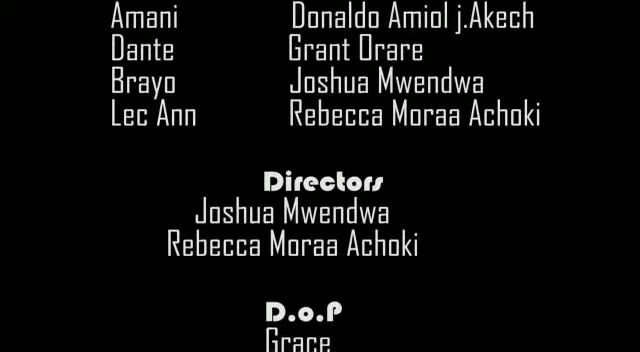 Amani Donaldo Amiol j.Akech
Dante Grant Orare
Brayo Joshua Mwendwa
Lec Ann Rebecca Moraa Achoki
Directors
Joshua Mwendwa
Rebecca Moraa Achoki
D.o.P
Grace